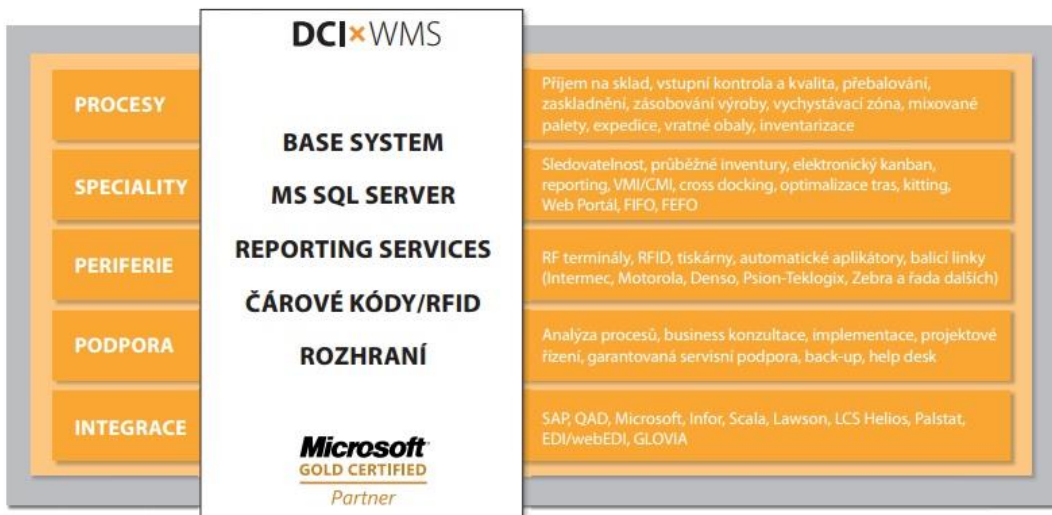 DCI×WMS
BASE SYSTEM
MS SQL SERVER
REPORTING SERVICES
ČÁROVÉ KÓDY/RFID
ROZHRANÍ
Microsoft
GOLD CERTIFIED
Partner
PROCESY
Příjem na sklad, vstupní kontrola a kvalita, přebalování,
zaskladnění, zásobování výroby, vychystávací zóna, mixované
palety, expedice, vratné obaly, inventarizace
SPECIALITY
Sledovatelnost, průběžné inventury, elektronický kanban,
reporting, VMI/CMI, cross docking, optimalizace tras, kitting,
Web Portál, FIFO, FEFO
PERIFERIE
RF terminály, RFID, tiskárny, automatické aplikátory, balicí linky
(Intermec, Motorola, Denso, Psion-Teklogix, Zebra a řada dalších)
PODPORA
Analýza procesů, business konzultace, implementace, projektové
řízení, garantovaná servisní podpora, back-up, help desk
INTEGRACE
SAP, QAD, Microsoft, Infor, Scala, Lawson, LCS Helios, Palstat,
EDI/webEDI, GLOVIA